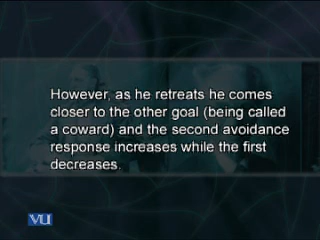 However, as he retreats he comes
closer to the other goal (being called
a coward) and the second avoidance
response increases while the first
decreases.
VU